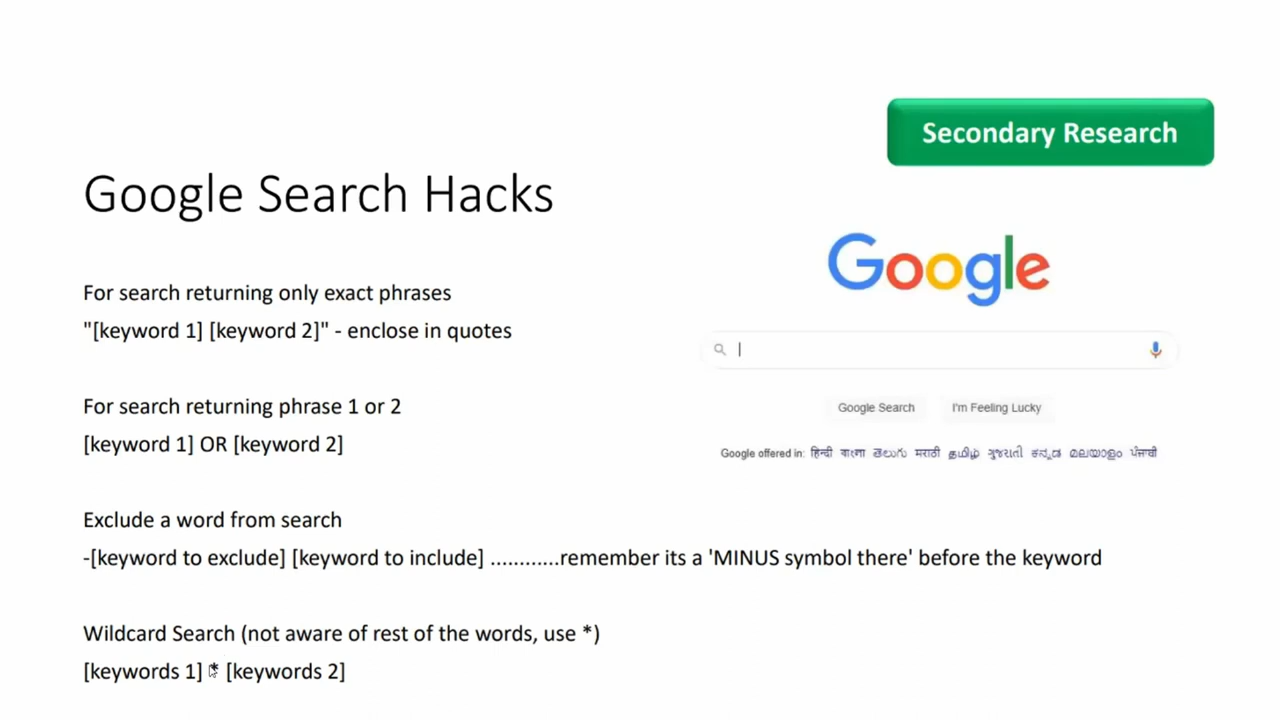 Secondary Research
Google Search Hacks
Google
For search returning only exact phrases
"[keyword 1] [keyword 2]" - enclose in quotes
For search returning phrase 1 or 2
[keyword 1] OR [keyword 2]
Google Search I'm Feeling Lucky
Google offered in: हिन्दी বাংলা తెలుగు मराठी தமிழ் ગુજરાતી ಕನ್ನಡ മലയാളം ਪੰਜਾਬੀ
Exclude a word from search
-[keyword to exclude] [keyword to include] ............remember its a 'MINUS symbol there' before the keyword
Wildcard Search (not aware of rest of the words, use *)
[keywords 1] * [keywords 2]